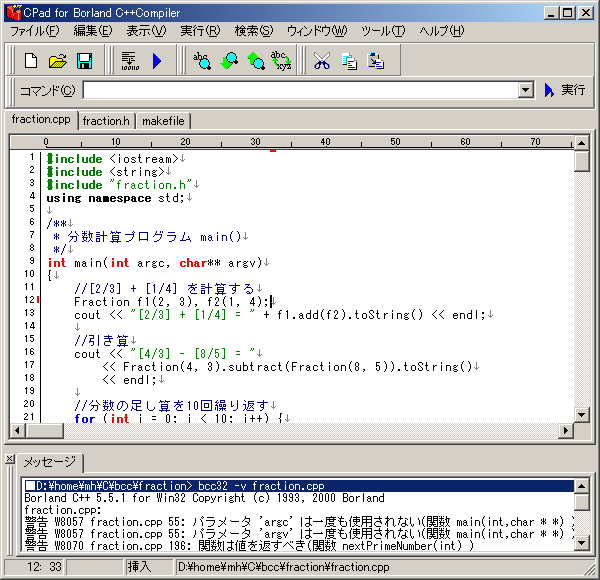 CPad for Borland C++Compiler
ファイル(F) 編集(E) 表示(V) 実行(R) 検索(S) ウィンドウ(W) ツール(T) ヘルプ(H)
コマンド(C) 実行
fraction.cpp fraction.h makefile
0 10 20 30 40 50 60 70
1 #include <iostream>↓
2 #include <string>↓
3 #include "fraction.h"↓
4 using namespace std;↓
5 ↓
6 /**↓
7 * 分数計算プログラム main()↓
8 */↓
9 int main(int argc, char** argv)↓
10 {↓
11 //[2/3] + [1/4] を計算する↓
12 Fraction f1(2, 3), f2(1, 4);↓
13 cout << "[2/3] + [1/4] = " + f1.add(f2).toString() << endl;↓
14 ↓
15 //引き算↓
16 cout << "[4/3] - [8/5] = "↓
17 << Fraction(4, 3).subtract(Fraction(8, 5)).toString()↓
18 << endl;↓
19 ↓
20 //分数の足し算を10回繰り返す↓
21 for (int i = 0; i < 10; i++) {↓
メッセージ
D:¥home¥mh¥C¥bcc¥fraction> bcc32 -v fraction.cpp
Borland C++ 5.5.1 for Win32 Copyright (c) 1993, 2000 Borland
fraction.cpp:
警告 W8057 fraction.cpp 55: パラメータ 'argc' は一度も使用されない(関数 main(int,char * *) )
警告 W8057 fraction.cpp 55: パラメータ 'argv' は一度も使用されない(関数 main(int,char * *) )
警告 W8070 fraction.cpp 196: 関数は値を返すべき(関数 nextPrimeNumber(int) )
12: 33 挿入 D:¥home¥mh¥C¥bcc¥fraction¥fraction.cpp